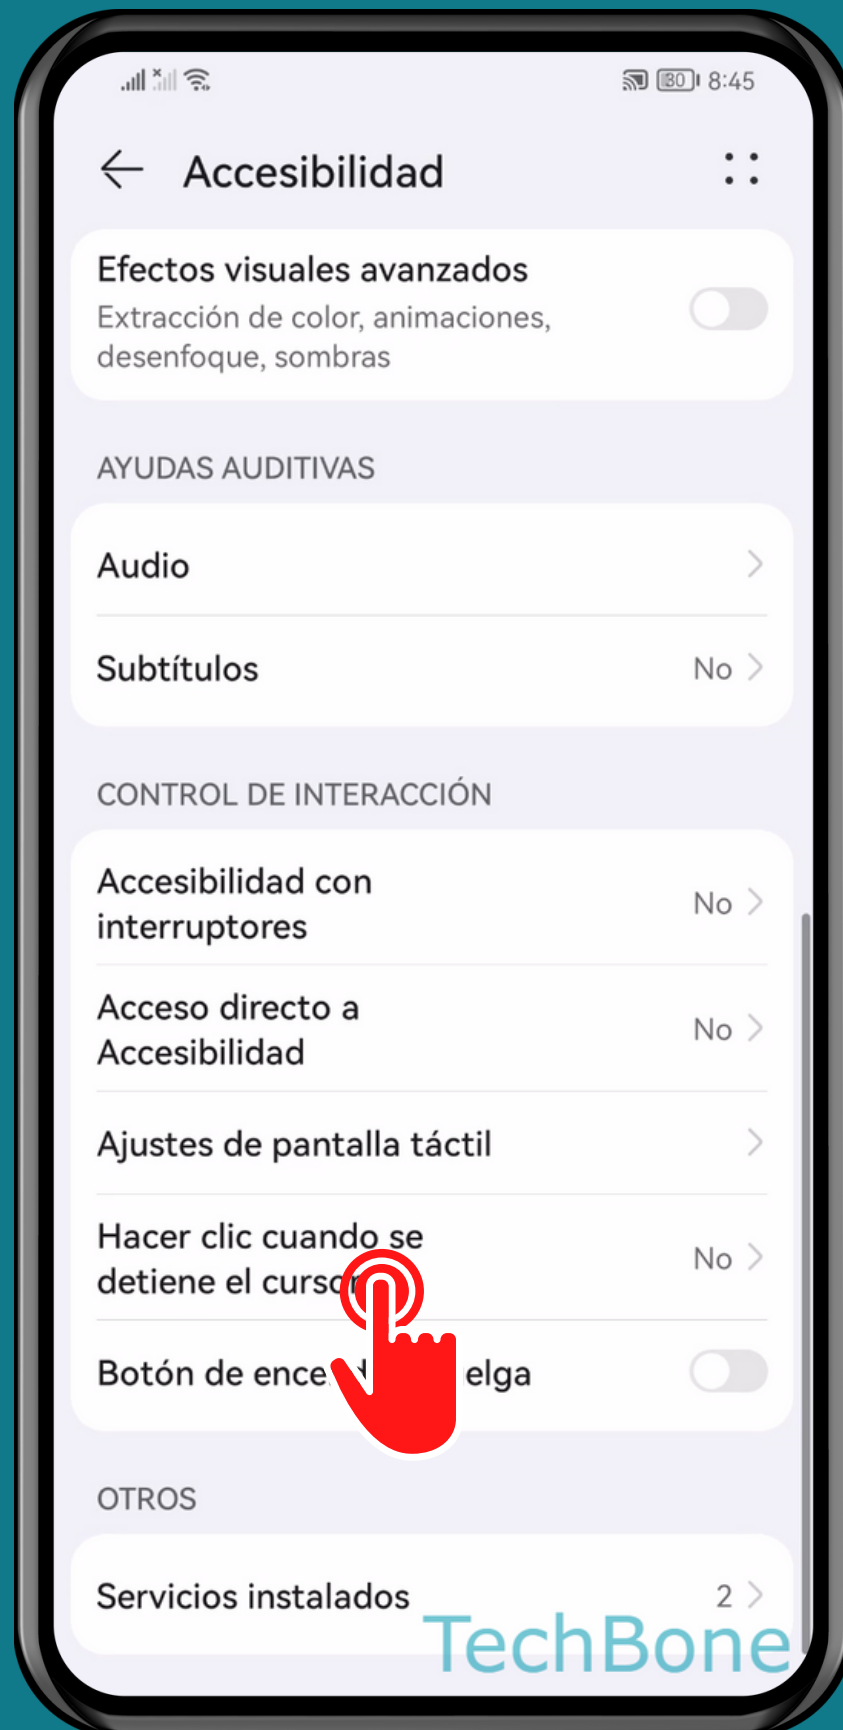 80 8:45
Accesibilidad
Efectos visuales avanzados
Extracción de color, animaciones,
desenfoque, sombras
AYUDAS AUDITIVAS
Audio
Subtítulos No
CONTROL DE INTERACCIÓN
Accesibilidad con
interruptores
No
Acceso directo a
Accesibilidad
No
Ajustes de pantalla táctil
Hacer clic cuando se
detiene el cursor
No
Botón de elga
OTROS
Servicios instalados 2
TechBone